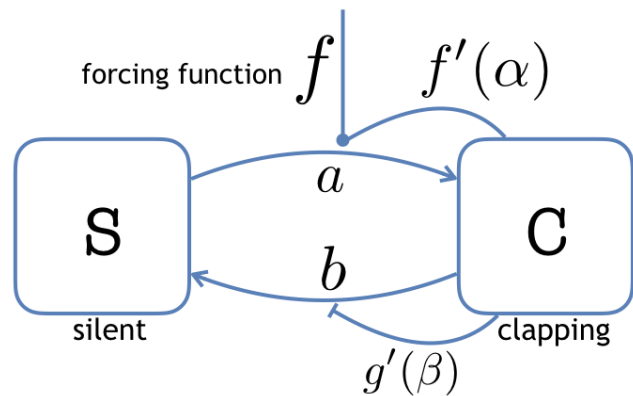 forcing function f
f′(α)
a
S
C
b
silent
clapping
g′(β)